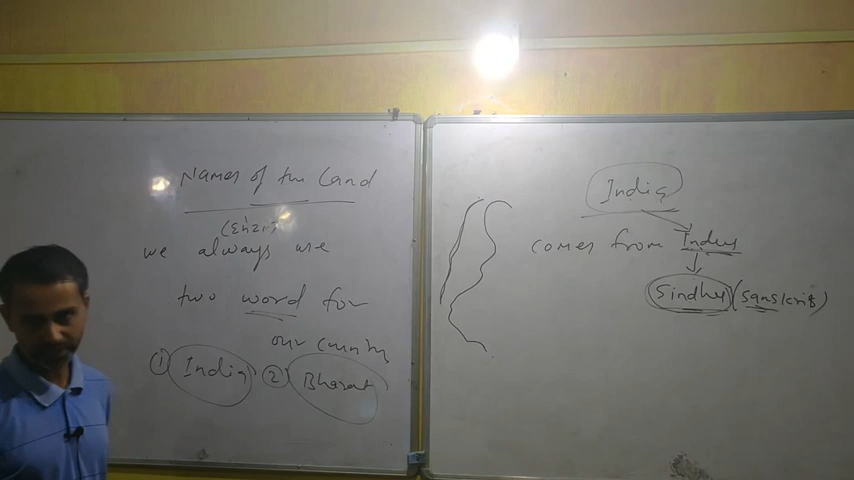 Names of the Land
we always use
two word for
our country
① India ② Bharat
India
comes from Indus
Sindhu (Sanskrit)